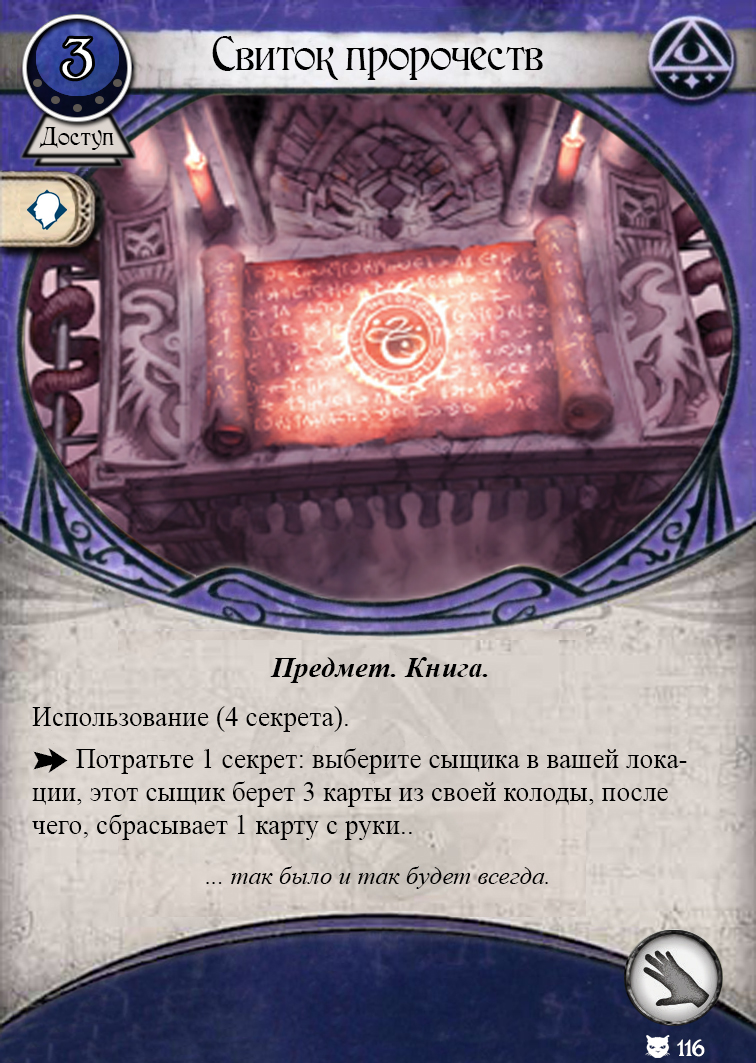 3
Свиток пророчеств
Доступ
Предмет. Книга.
Использование (4 секрета).
Потратьте 1 секрет: выберите сыщика в вашей лока-
ции, этот сыщик берет 3 карты из своей колоды, после
чего, сбрасывает 1 карту с руки..
... так было и так будет всегда.
116